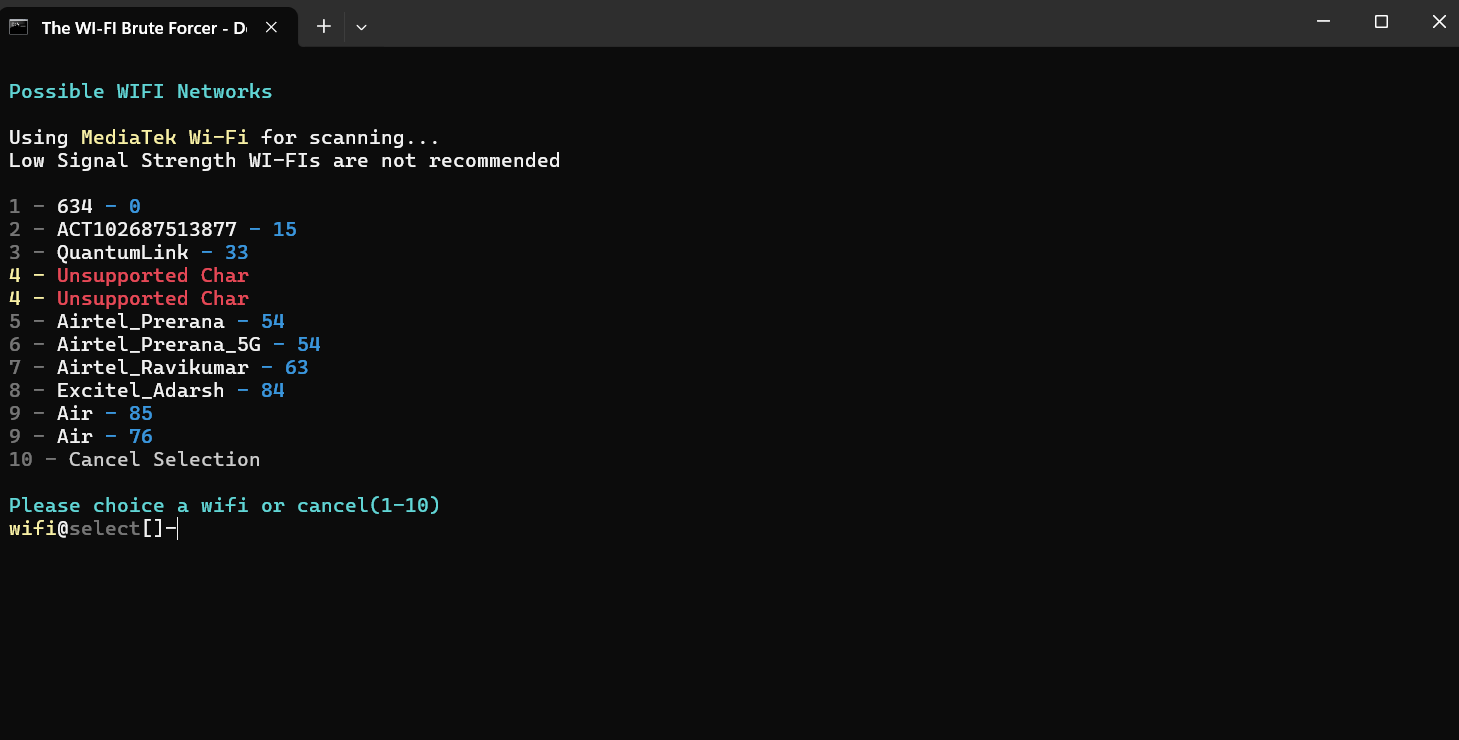 The WI-FI Brute Forcer - De
Possible WIFI Networks
Using MediaTek Wi-Fi for scanning...
Low Signal Strength WI-FIs are not recommended
1 - 634 - 0
2 - ACT102687513877 - 15
3 - QuantumLink - 33
4 - Unsupported Char
4 - Unsupported Char
5 - Airtel_Prerana - 54
6 - Airtel_Prerana_5G - 54
7 - Airtel_Ravikumar - 63
8 - Excitel_Adarsh - 84
9 - Air - 85
9 - Air - 76
10 - Cancel Selection
Please choice a wifi or cancel(1-10)
wifi@select[]-